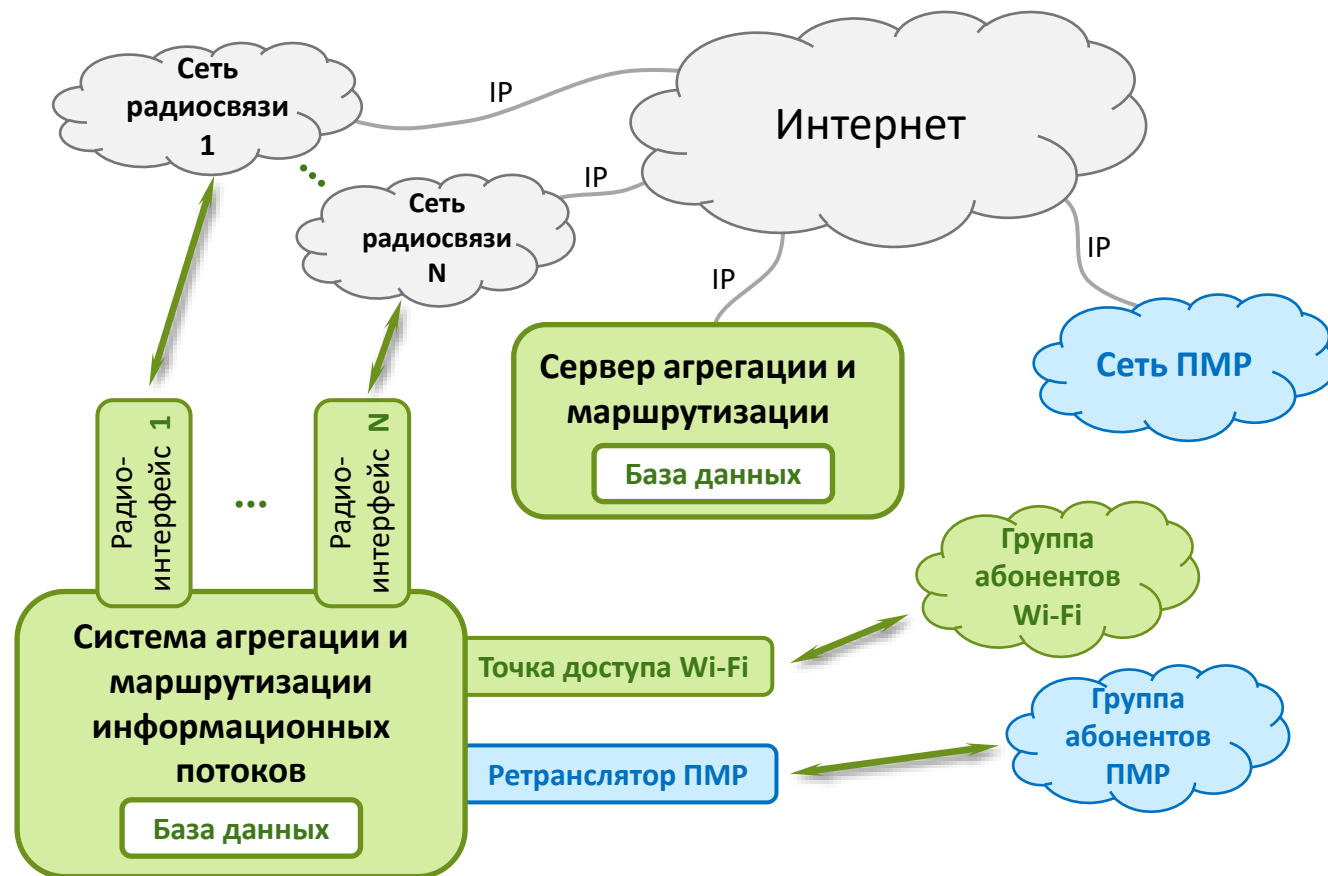 Сеть
радиосвязи
1
IP
Интернет
IP
Сеть
радиосвязи
N
IP
IP
Сервер агрегации и
маршрутизации
База данных
Сеть ПМР
Радио-
интерфейс 1
...
Радио-
интерфейс N
Группа
абонентов
Wi-Fi
Система агрегации и
маршрутизации
информационных
потоков
База данных
Точка доступа Wi-Fi
Ретранслятор ПМР
Группа
абонентов
ПМР